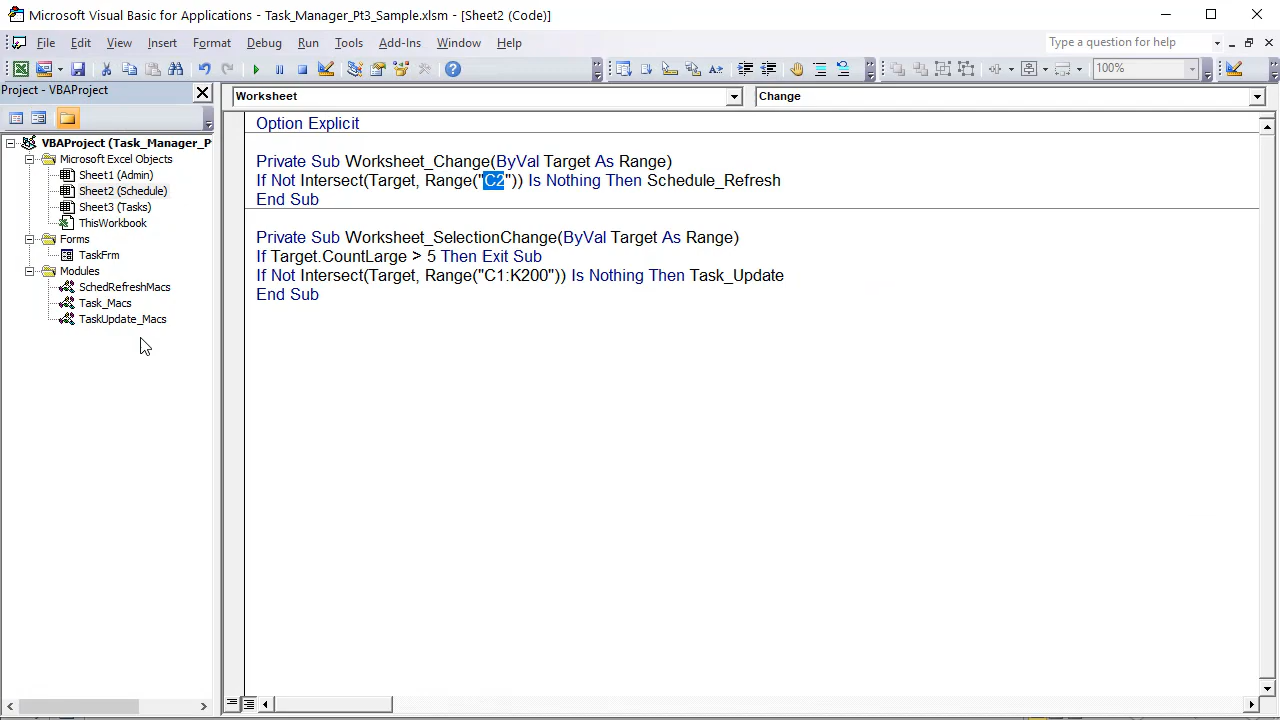 Microsoft Visual Basic for Applications - Task_Manager_Pt3_Sample.xlsm - [Sheet2 (Code)]
File Edit View Insert Format Debug Run Tools Add-Ins Window Help
Type a question for help
100%
Project - VBAProject
Worksheet
Change
VBAProject (Task_Manager_P
Microsoft Excel Objects
Sheet1 (Admin)
Sheet2 (Schedule)
Sheet3 (Tasks)
ThisWorkbook
Forms
TaskFrm
Modules
SchedRefreshMacs
Task_Macs
TaskUpdate_Macs
Option Explicit
Private Sub Worksheet_Change(ByVal Target As Range)
If Not Intersect(Target, Range("C2")) Is Nothing Then Schedule_Refresh
End Sub
Private Sub Worksheet_SelectionChange(ByVal Target As Range)
If Target.CountLarge > 5 Then Exit Sub
If Not Intersect(Target, Range("C1:K200")) Is Nothing Then Task_Update
End Sub